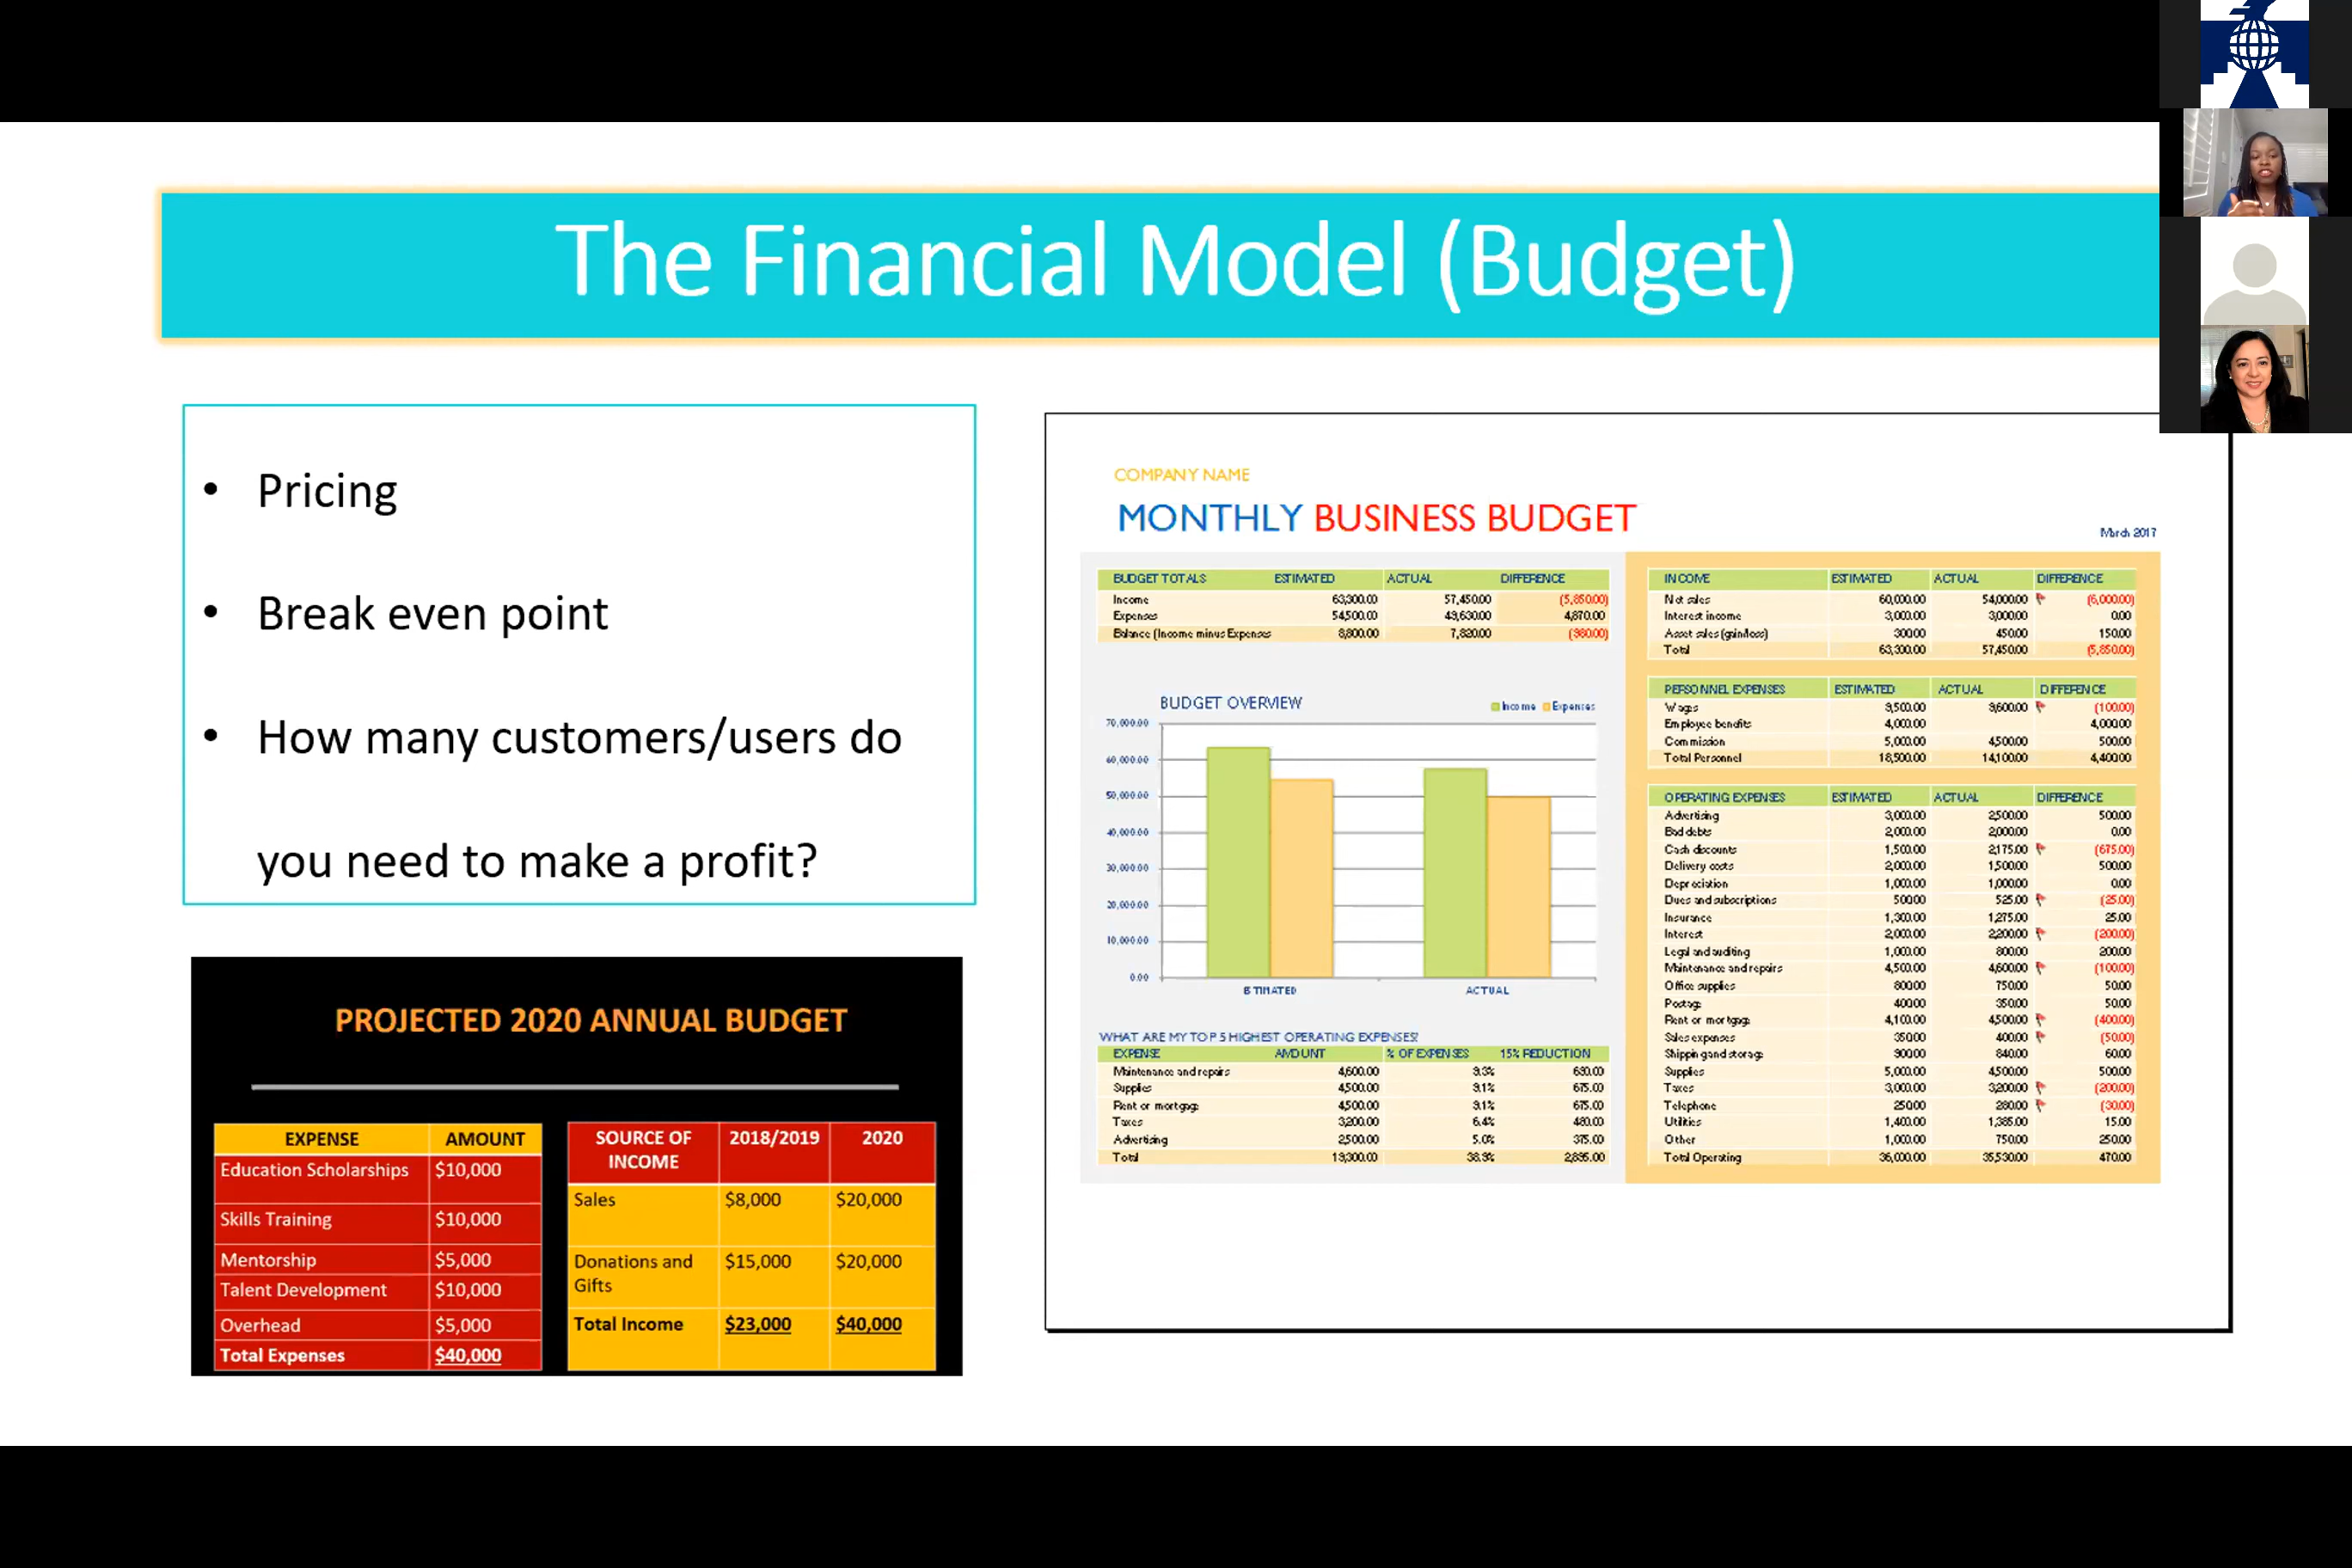 The Financial Model (Budget)
• Pricing
• Break even point
• How many customers/users do
you need to make a profit?
PROJECTED 2020 ANNUAL BUDGET
EXPENSE AMOUNT
Education Scholarships $10,000
Skills Training $10,000
Mentorship $5,000
Talent Development $10,000
Overhead $5,000
Total Expenses $40,000
SOURCE OF INCOME 2018/2019 2020
Sales $8,000 $20,000
Donations and Gifts $15,000 $20,000
Total Income $23,000 $40,000
COMPANY NAME
MONTHLY BUSINESS BUDGET
March 2017
BUDGET TOTALS ESTIMATED ACTUAL DIFFERENCE
Income 63,300.00 57,450.00 (5,850.00)
Expenses 54,500.00 49,630.00 4,870.00
Balance (Income minus Expenses 8,800.00 7,820.00 (980.00)
BUDGET OVERVIEW
Income Expenses
70,000.00
60,000.00
50,000.00
40,000.00
30,000.00
20,000.00
10,000.00
0.00
ESTIMATED ACTUAL
WHAT ARE MY TOP 5 HIGHEST OPERATING EXPENSES?
EXPENSE AMOUNT % OF EXPENSES 15% REDUCTION
Maintenance and repairs 4,600.00 9.3% 690.00
Supplies 4,500.00 9.1% 675.00
Rent or mortgage 4,500.00 9.1% 675.00
Taxes 3,200.00 6.4% 480.00
Advertising 2,500.00 5.0% 375.00
Total 19,300.00 38.9% 2,895.00
INCOME ESTIMATED ACTUAL DIFFERENCE
Net sales 60,000.00 54,000.00 (6,000.00)
Interest income 3,000.00 3,000.00 0.00
Asset sales (gain/loss) 300.00 450.00 150.00
Total 63,300.00 57,450.00 (5,850.00)
PERSONNEL EXPENSES ESTIMATED ACTUAL DIFFERENCE
Wages 9,500.00 9,600.00 (100.00)
Employee benefits 4,000.00 4,000.00
Commission 5,000.00 4,500.00 500.00
Total Personnel 18,500.00 14,100.00 4,400.00
OPERATING EXPENSES ESTIMATED ACTUAL DIFFERENCE
Advertising 3,000.00 2,500.00 500.00
Bad debts 2,000.00 2,000.00 0.00
Cash discounts 1,500.00 2,175.00 (675.00)
Delivery costs 2,000.00 1,500.00 500.00
Depreciation 1,000.00 1,000.00 0.00
Dues and subscriptions 500.00 525.00 (25.00)
Insurance 1,300.00 1,275.00 25.00
Interest 2,000.00 2,200.00 (200.00)
Legal and auditing 1,000.00 800.00 200.00
Maintenance and repairs 4,500.00 4,600.00 (100.00)
Office supplies 800.00 750.00 50.00
Postage 400.00 350.00 50.00
Rent or mortgage 4,100.00 4,500.00 (400.00)
Sales expenses 350.00 400.00 (50.00)
Shipping and storage 900.00 840.00 60.00
Supplies 5,000.00 4,500.00 500.00
Taxes 3,000.00 3,200.00 (200.00)
Telephone 250.00 280.00 (30.00)
Utilities 1,400.00 1,385.00 15.00
Other 1,000.00 750.00 250.00
Total Operating 36,000.00 35,530.00 470.00